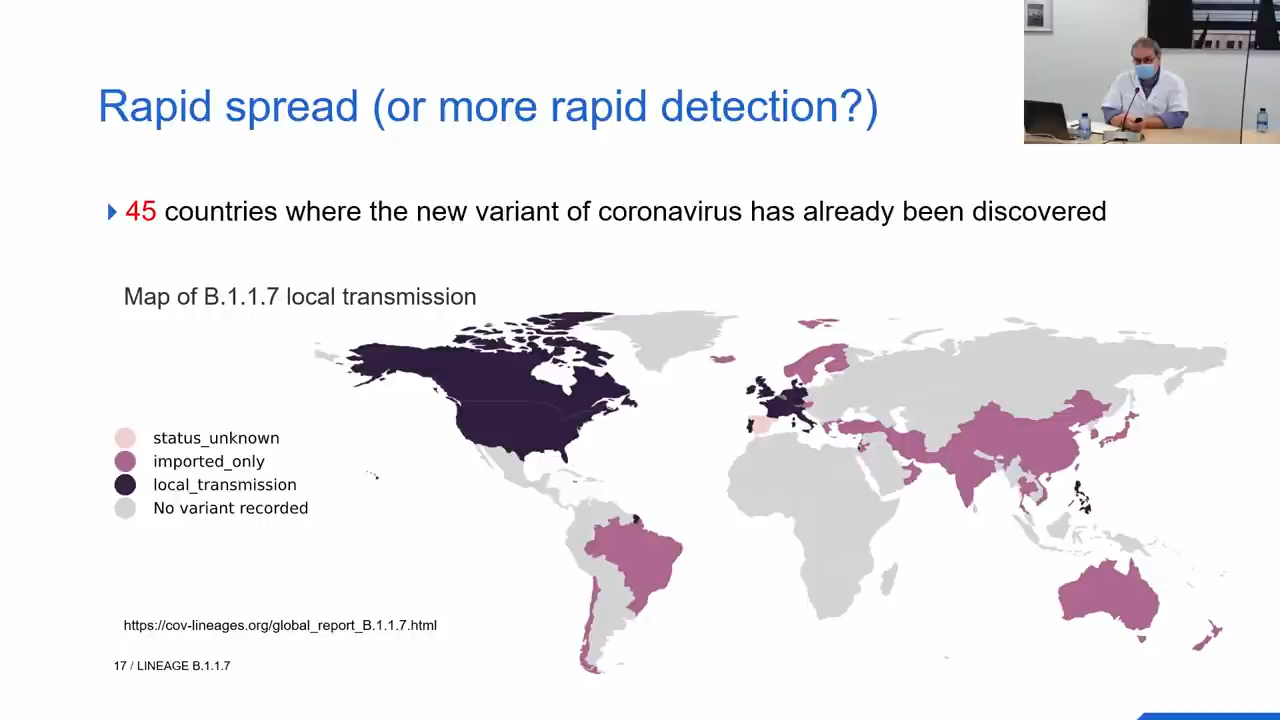 Rapid spread (or more rapid detection?)
45 countries where the new variant of coronavirus has already been discovered
Map of B.1.1.7 local transmission
status_unknown
imported_only
local_transmission
No variant recorded
https://cov-lineages.org/global_report_B.1.1.7.html
17 / LINEAGE B.1.1.7